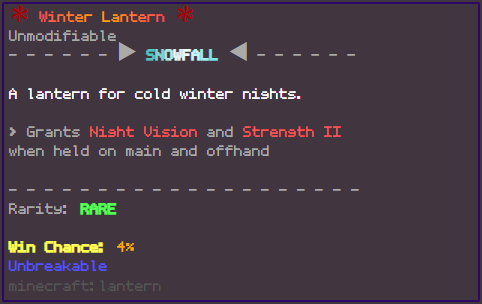 * Winter Lantern *
Unmodifiable
- - - - - - ▶ SNOWFALL ◀ - - - - - -
A lantern for cold winter nights.
> Grants Night Vision and Strength II
when held on main and offhand
- - - - - - - - - - - - - - - - - - - -
Rarity: RARE
Win Chance: 4%
Unbreakable
minecraft:lantern